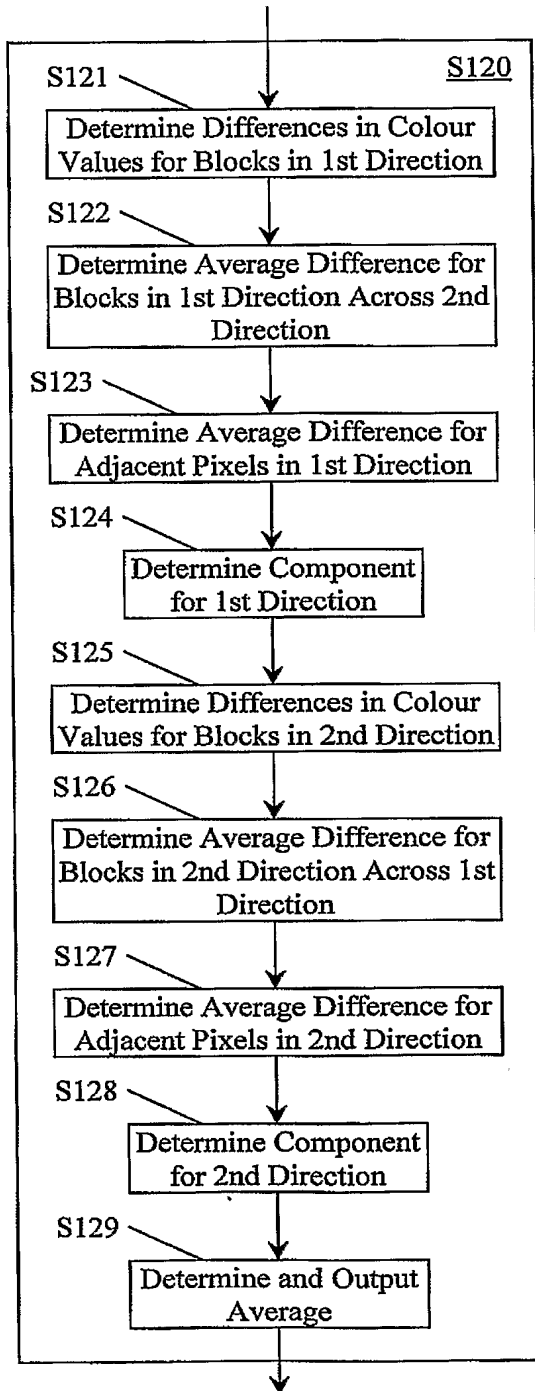 S120
S121
Determine Differences in Colour
Values for Blocks in 1st Direction
S122
Determine Average Difference for
Blocks in 1st Direction Across 2nd
Direction
S123
Determine Average Difference for
Adjacent Pixels in 1st Direction
S124
Determine Component
for 1st Direction
S125
Determine Differences in Colour
Values for Blocks in 2nd Direction
S126
Determine Average Difference for
Blocks in 2nd Direction Across 1st
Direction
S127
Determine Average Difference for
Adjacent Pixels in 2nd Direction
S128
Determine Component
for 2nd Direction
S129
Determine and Output
Average